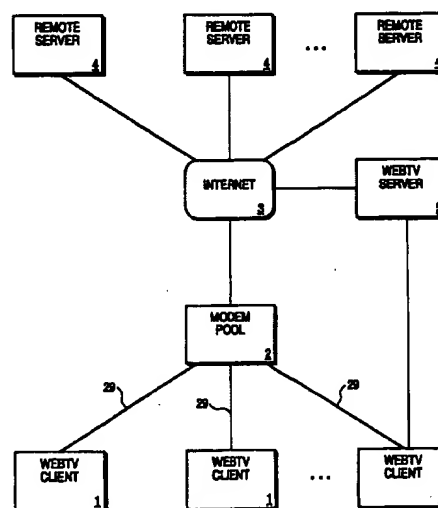 REMOTE
SERVER
4
REMOTE
SERVER
4
...
REMOTE
SERVER
INTERNET
3
WEBTV
SERVER
MODEM
POOL
2
29
29
29
WEBTV
CLIENT
1
WEBTV
CLIENT
1
...
WEBTV
CLIENT